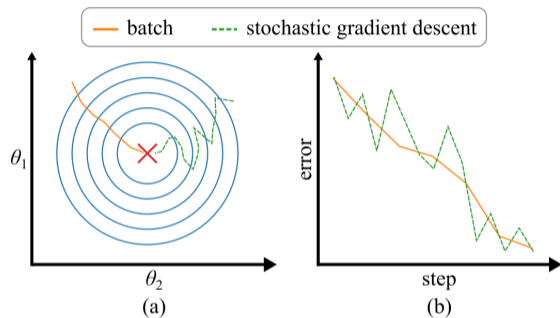 batch
stochastic gradient descent
θ₁
θ₂
(a)
error
step
(b)